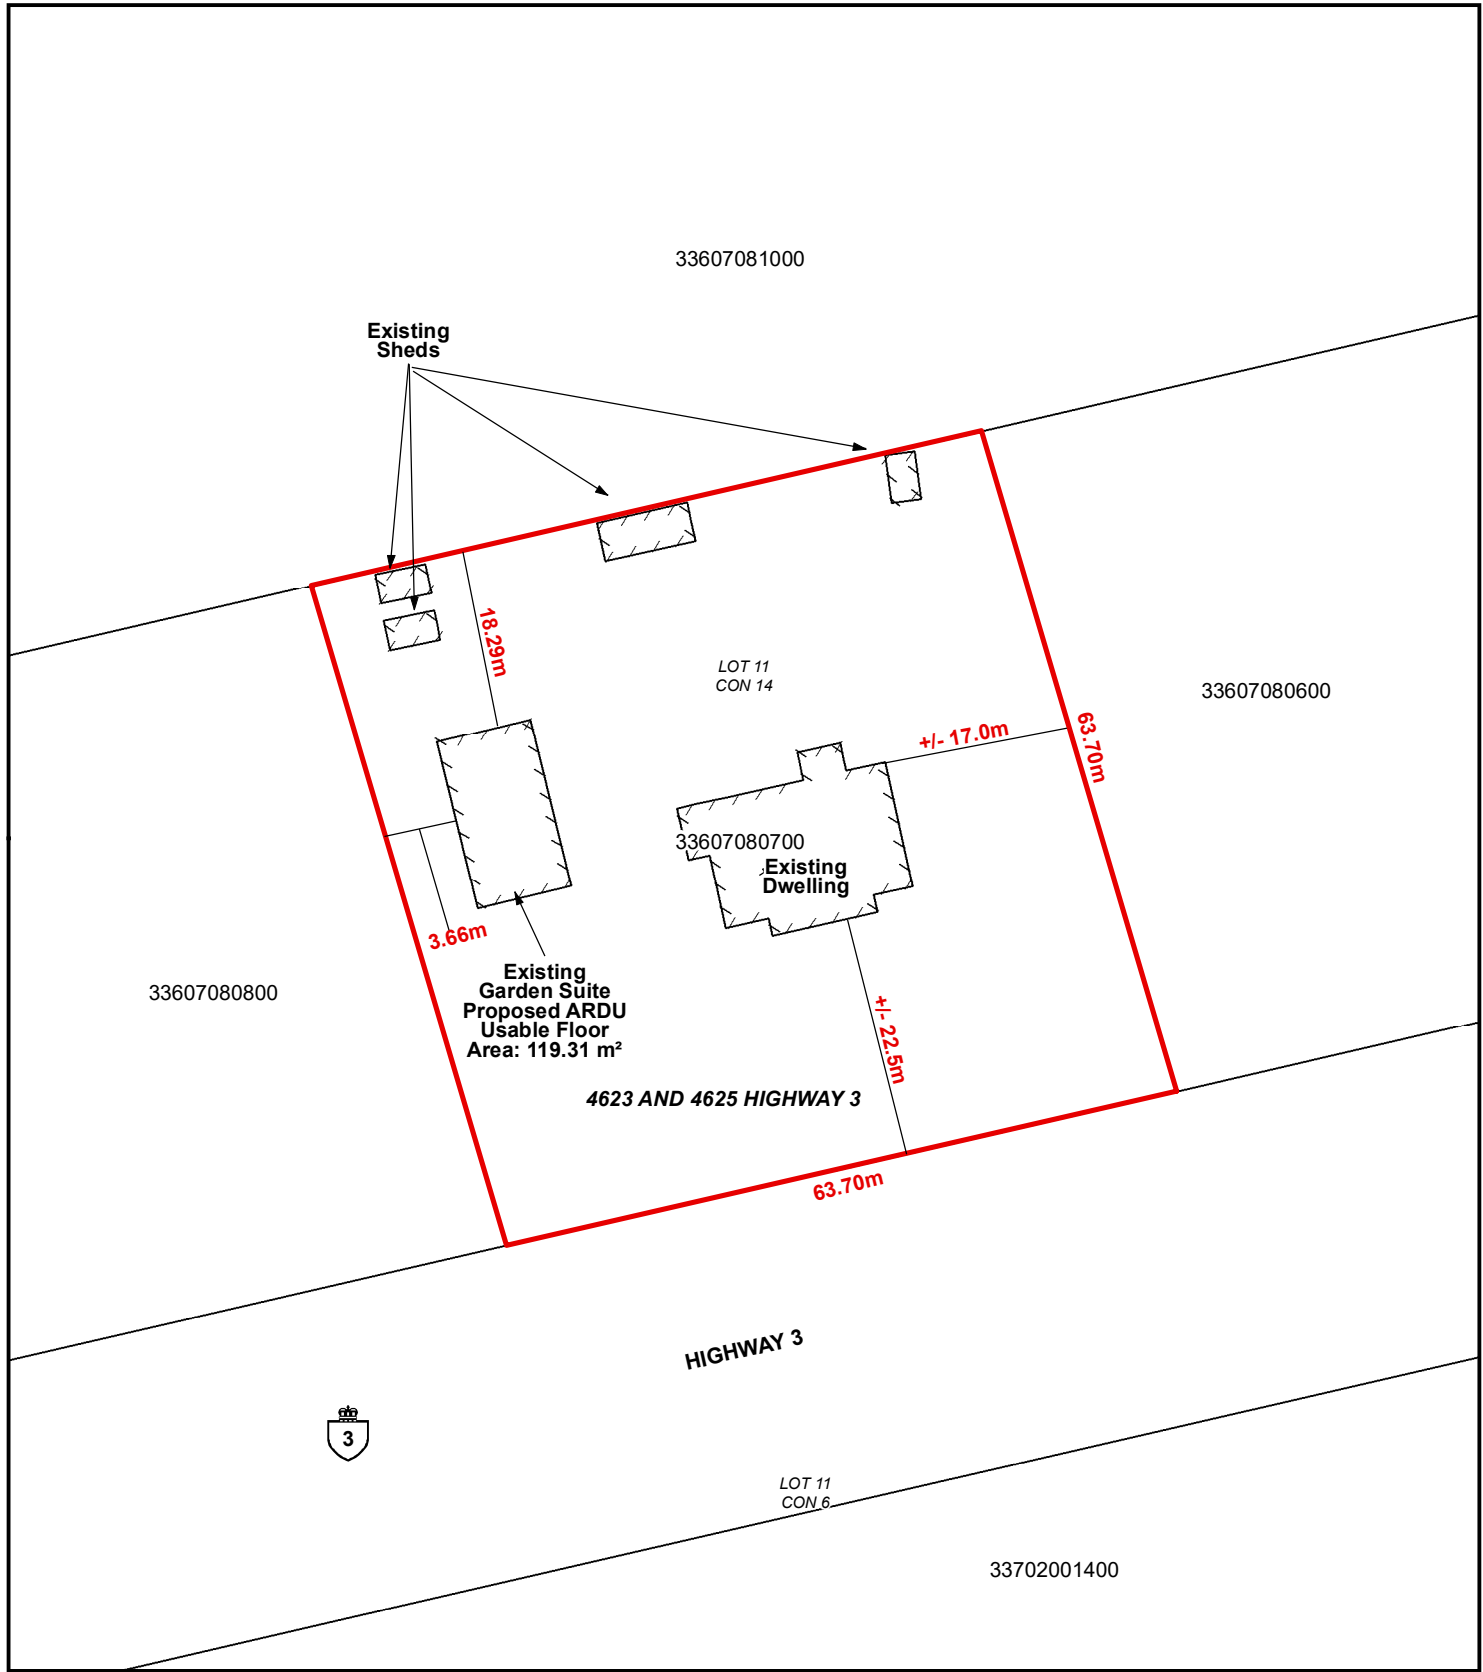 33607081000
Existing
Sheds
18.29m
LOT 11
CON 14
33607080600
+/- 17.0m
63.70m
33607080700
Existing
Dwelling
3.66m
Existing
Garden Suite
Proposed ARDU
Usable Floor
Area: 119.31 m²
33607080800
+/- 22.5m
4623 AND 4625 HIGHWAY 3
63.70m
HIGHWAY 3
3
LOT 11
CON 6
33702001400